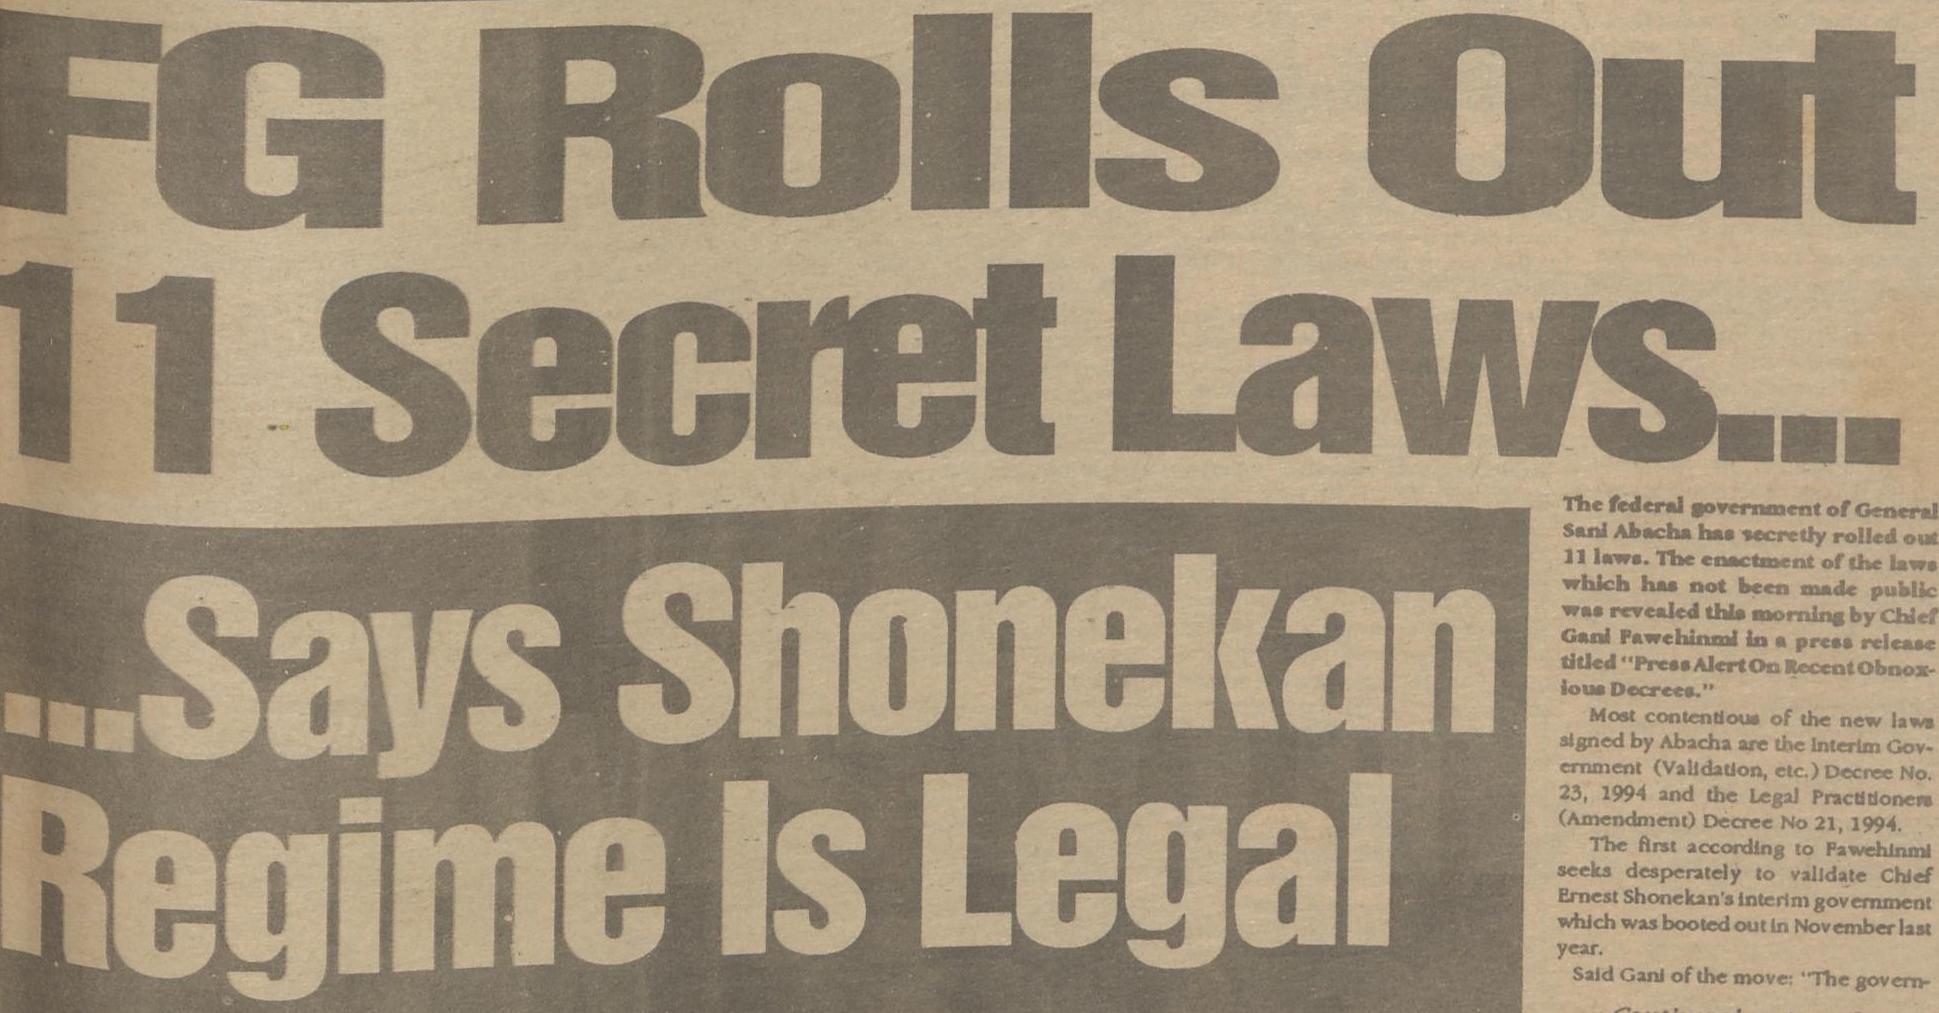 FG Rolls Out
11 Secret Laws...
...Says Shonekan
Regime Is Legal
The federal government of General
Sani Abacha has secretly rolled out
11 laws. The enactment of the laws
which has not been made public
was revealed this morning by Chief
Gani Fawehinmi in a press release
titled "Press Alert On Recent Obnox-
ious Decrees."
Most contentious of the new laws
signed by Abacha are the Interim Gov-
ernment (Validation, etc.) Decree No.
23, 1994 and the Legal Practitioners
(Amendment) Decree No 21, 1994.
The first according to Fawehinmi
seeks desperately to validate Chief
Ernest Shonekan's interim government
which was booted out in November last
year.
Said Gani of the move: "The govern-